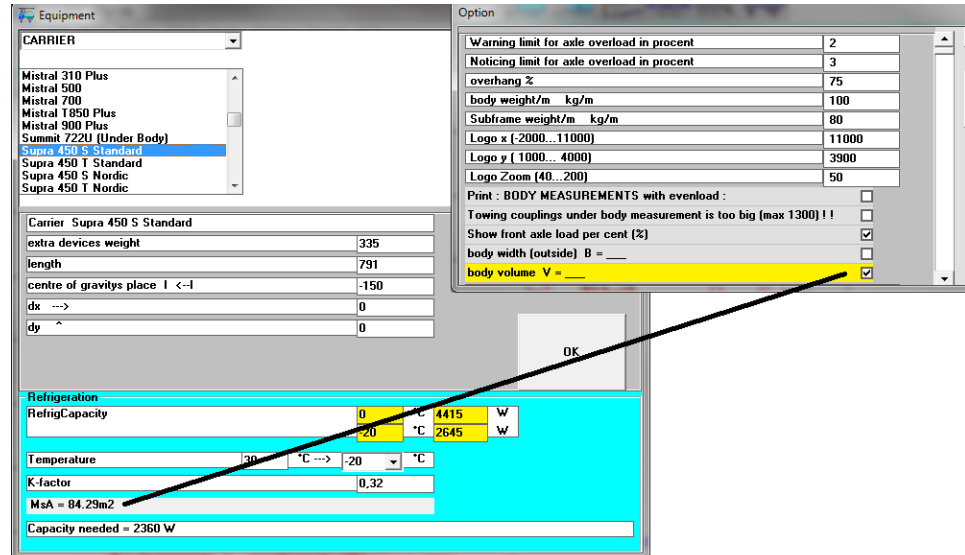 Equipment
CARRIER
Mistral 310 Plus
Mistral 500
Mistral 700
Mistral T850 Plus
Mistral 900 Plus
Summit 722U (Under Body)
Supra 450 S Standard
Supra 450 T Standard
Supra 450 S Nordic
Supra 450 T Nordic
Carrier Supra 450 S Standard
extra devices weight 335
length 791
centre of gravitys place I <--I -150
dx ---> 0
dy ^ 0
OK
Refrigeration
RefrigCapacity 0 °C 4415 W
-20 °C 2645 W
Temperature 30 °C ---> -20 °C
K-factor 0,32
MsA = 84.29m2
Capacity needed = 2360 W
Option
Warning limit for axle overload in procent 2
Noticing limit for axle overload in procent 3
overhang % 75
body weight/m kg/m 100
Subframe weight/m kg/m 80
Logo x (-2000...11000) 11000
Logo y ( 1000... 4000) 3900
Logo Zoom (40...200) 50
Print : BODY MEASUREMENTS with evenload :
Towing couplings under body measurement is too big (max 1300) ! !
Show front axle load per cent (%)
body width (outside) B = ___
body volume V = ___